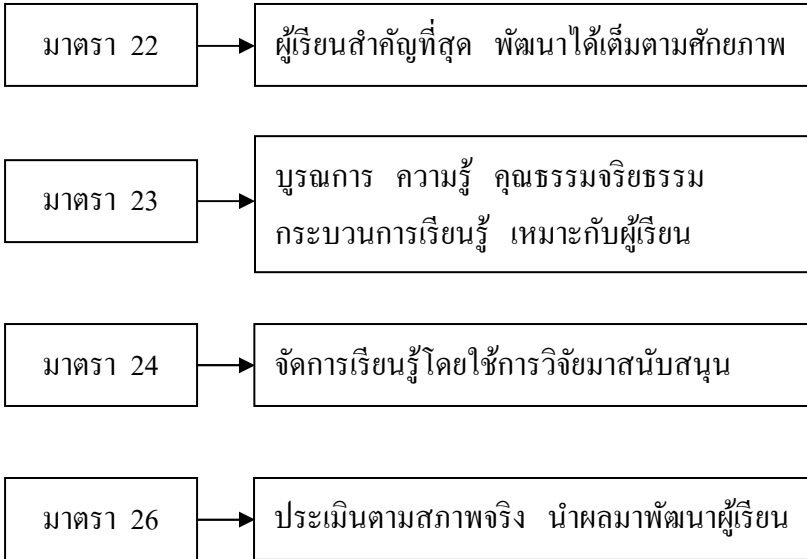 มาตรา 22
ผู้เรียนสำคัญที่สุด พัฒนาได้เต็มตามศักยภาพ
มาตรา 23
บูรณการ ความรู้ คุณธรรมจริยธรรม
กระบวนการเรียนรู้ เหมาะกับผู้เรียน
มาตรา 24
จัดการเรียนรู้โดยใช้การวิจัยมาสนับสนุน
มาตรา 26
ประเมินตามสภาพจริง นำผลมาพัฒนาผู้เรียน